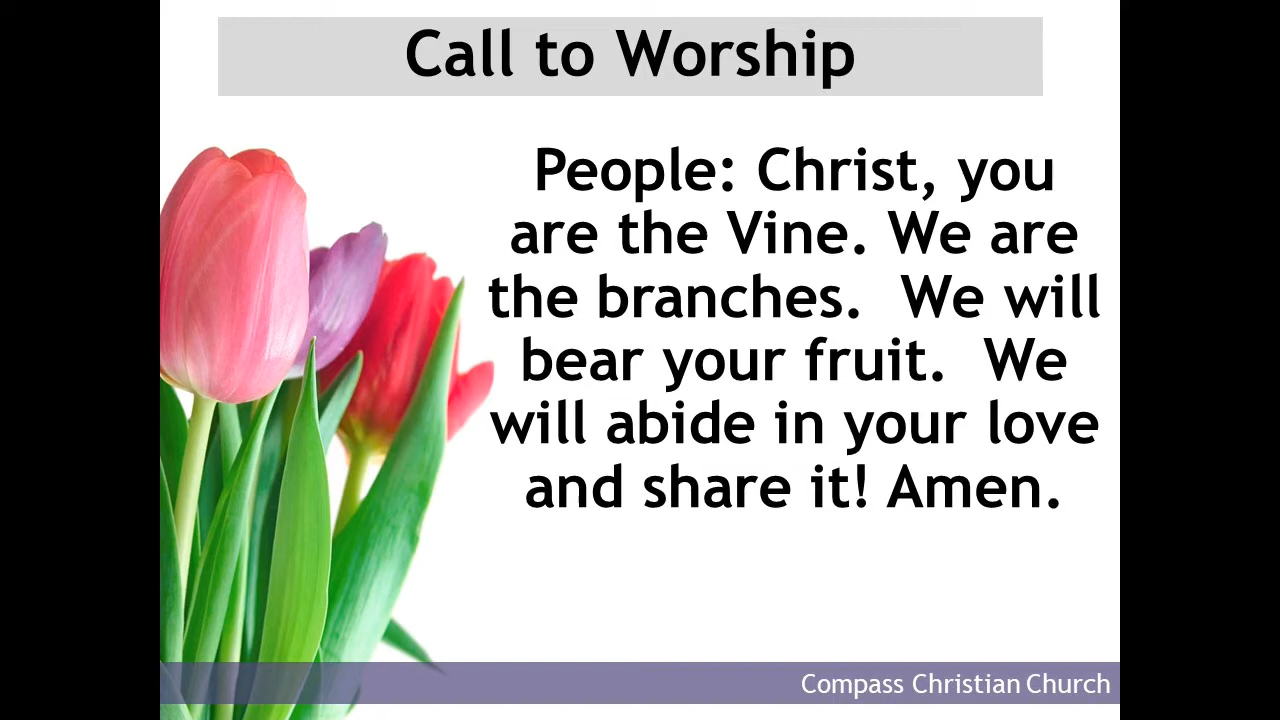 Call to Worship
People: Christ, you
are the Vine. We are
the branches.  We will
bear your fruit.  We
will abide in your love
and share it! Amen.
Compass Christian Church